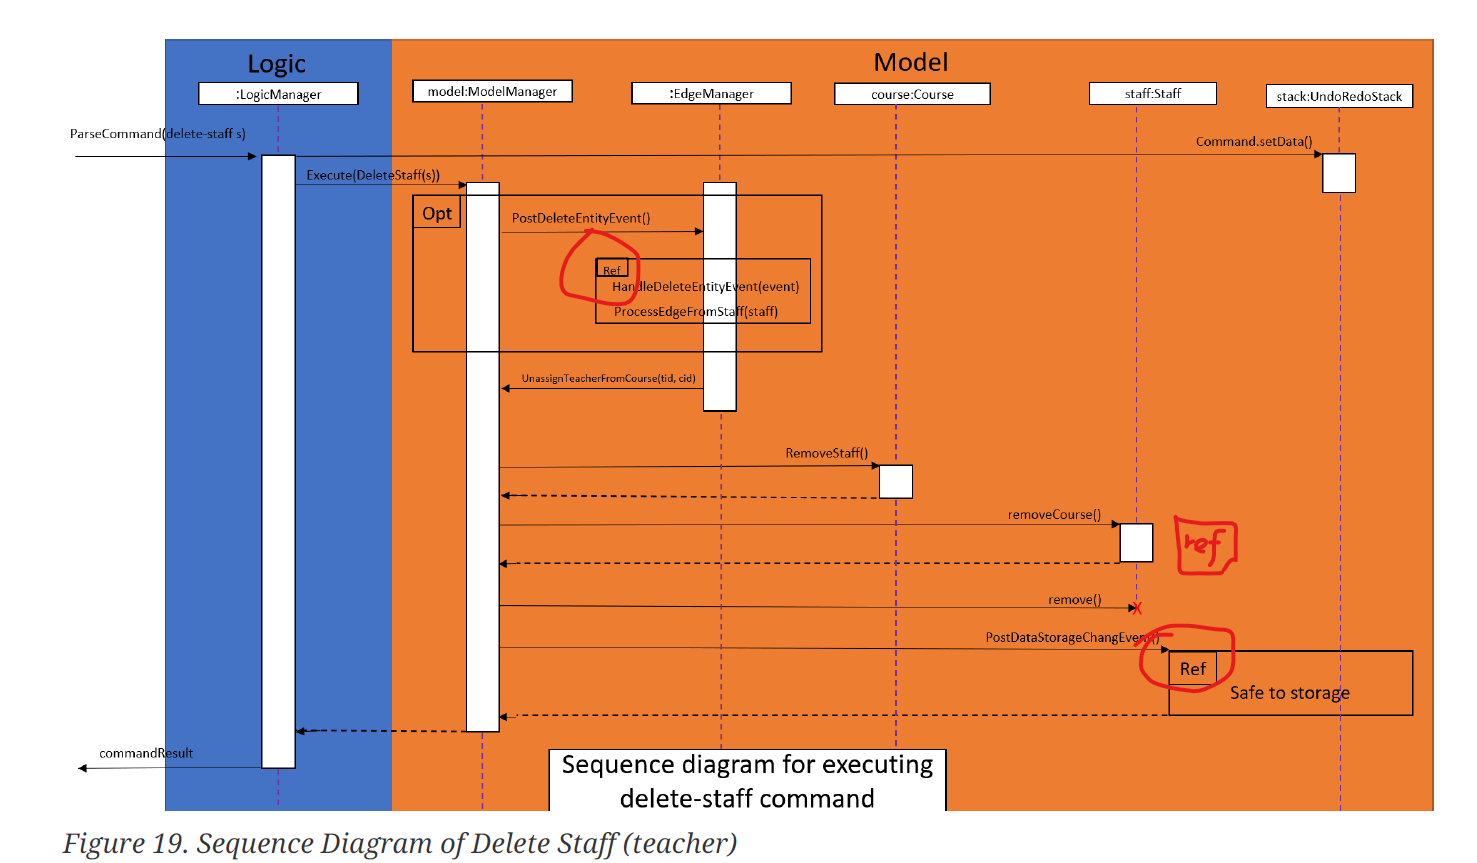 Logic
Model
:LogicManager
model:ModelManager
:EdgeManager
course:Course
staff:Staff
stack:UndoRedoStack
ParseCommand(delete-staff s)
Command.setData()
Execute(DeleteStaff(s))
Opt
PostDeleteEntityEvent()
Ref
HandleDeleteEntityEvent(event)
ProcessEdgeFromStaff(staff)
UnassignTeacherFromCourse(tid, cid)
RemoveStaff()
removeCourse()
ref
remove()
X
PostDataStorageChangEvent()
Ref
Safe to storage
commandResult
Sequence diagram for executing
delete-staff command
Figure 19. Sequence Diagram of Delete Staff (teacher)